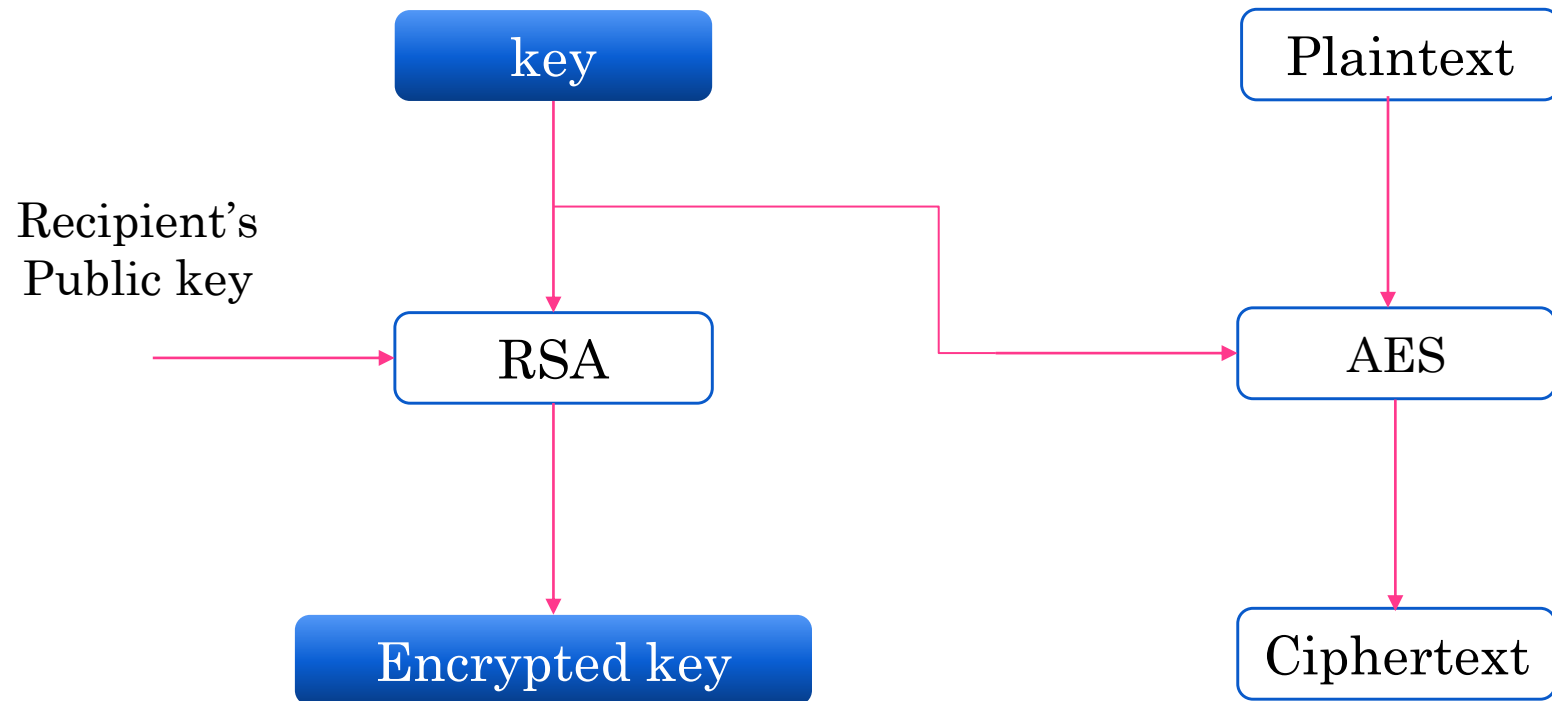 key
Plaintext
Recipient’s
Public key
RSA
AES
Encrypted key
Ciphertext